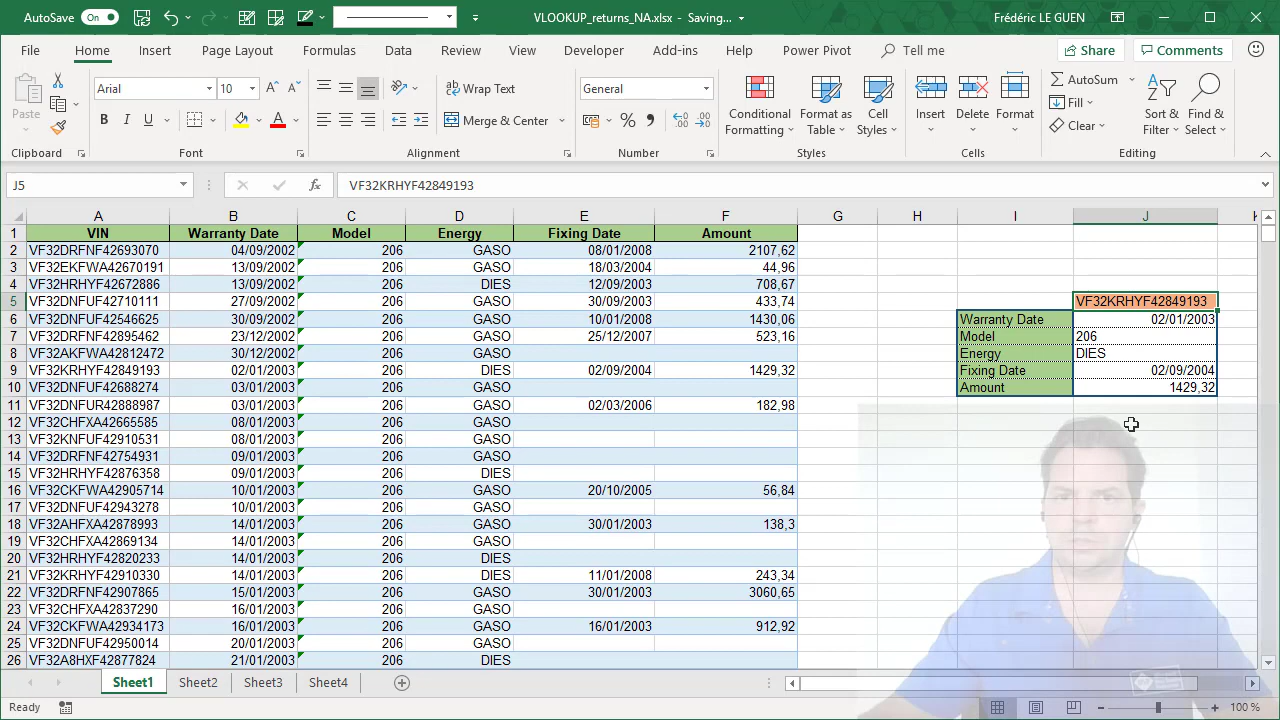 AutoSave On VLOOKUP_returns_NA.xlsx - Saving... Frédéric LE GUEN
File Home Insert Page Layout Formulas Data Review View Developer Add-ins Help Power Pivot Tell me Share Comments
Paste Arial 10 Wrap Text General Conditional Formatting Format as Table Cell Styles Insert Delete Format AutoSum Sort & Filter Find & Select
B I U A Merge & Center % Fill
Clear
Clipboard Font Alignment Number Styles Cells Editing
J5 fx VF32KRHYF42849193
A B C D E F G H I J K
1 VIN Warranty Date Model Energy Fixing Date Amount
2 VF32DRFNF42693070 04/09/2002 206 GASO 08/01/2008 2107,62
3 VF32EKFWA42670191 13/09/2002 206 GASO 18/03/2004 44,96
4 VF32HRHYF42672886 13/09/2002 206 DIES 12/09/2003 708,67
5 VF32DNFUF42710111 27/09/2002 206 GASO 30/09/2003 433,74 VF32KRHYF42849193
6 VF32DNFUF42546625 30/09/2002 206 GASO 10/01/2008 1430,06 Warranty Date 02/01/2003
7 VF32DRFNF42895462 23/12/2002 206 GASO 25/12/2007 523,16 Model 206
8 VF32AKFWA42812472 30/12/2002 206 GASO Energy DIES
9 VF32KRHYF42849193 02/01/2003 206 DIES 02/09/2004 1429,32 Fixing Date 02/09/2004
10 VF32DNFUF42688274 03/01/2003 206 GASO Amount 1429,32
11 VF32DNFUR42888987 03/01/2003 206 GASO 02/03/2006 182,98
12 VF32CHFXA42665585 08/01/2003 206 GASO
13 VF32KNFUF42910531 08/01/2003 206 GASO
14 VF32DNFUF42754931 09/01/2003 206 GASO
15 VF32HRHYF42876358 09/01/2003 206 DIES
16 VF32CKFWA42905714 10/01/2003 206 GASO 20/10/2005 56,84
17 VF32DNFUF42943278 10/01/2003 206 GASO
18 VF32AHFXA42878993 14/01/2003 206 GASO 30/01/2003 138,3
19 VF32CHFXA42869134 14/01/2003 206 GASO
20 VF32HRHYF42820233 14/01/2003 206 DIES
21 VF32KRHYF42910330 14/01/2003 206 DIES 11/01/2008 243,34
22 VF32DRFNF42907865 15/01/2003 206 GASO 30/01/2003 3060,65
23 VF32CHFXA42837290 16/01/2003 206 GASO
24 VF32CKFWA42934173 16/01/2003 206 GASO 16/01/2003 912,92
25 VF32DNFUF42950014 20/01/2003 206 GASO
26 VF32A8HXF42877824 21/01/2003 206 DIES
Sheet1 Sheet2 Sheet3 Sheet4
Ready 100 %